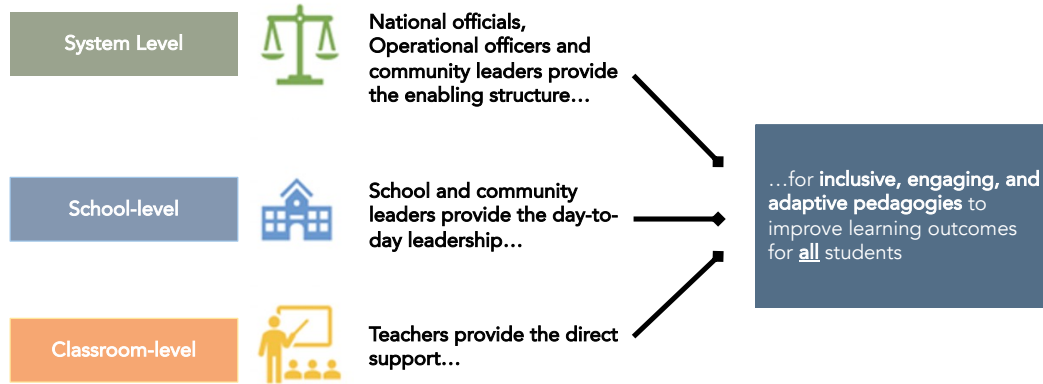 System Level
National officials,
Operational officers and
community leaders provide
the enabling structure…
School-level
School and community
leaders provide the day-to-
day leadership…
Classroom-level
Teachers provide the direct
support…
…for inclusive, engaging, and
adaptive pedagogies to
improve learning outcomes
for all students